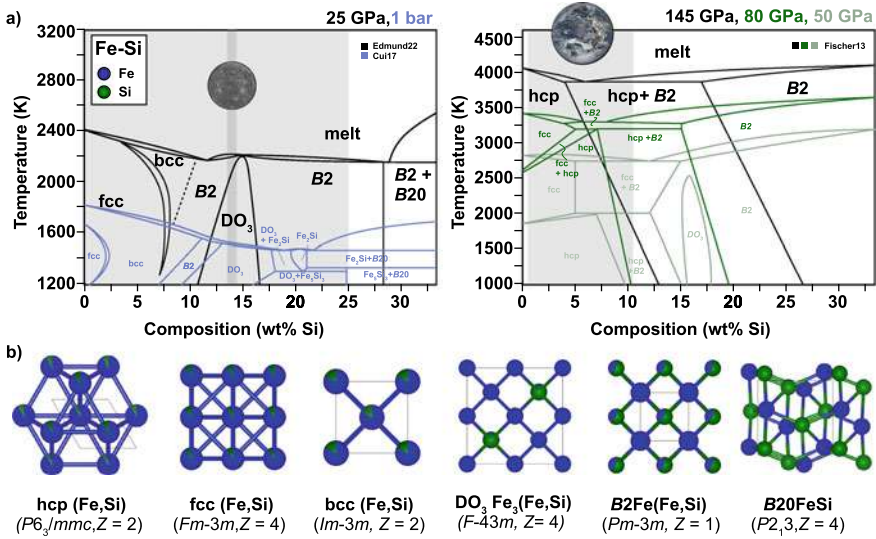 a)
25 GPa, 1 bar
Fe-Si
Fe
Si
Edmund22
Cui17
melt
bcc
fcc
B2
DO3
B2
B2 +
B20
fcc
bcc
B2
DO3
DO3
+ Fe2Si
Fe2Si
DO3+Fe5Si3
Fe5Si3+B20
Temperature (K)
3200
2800
2400
2000
1600
1200
0 5 10 15 20 25 30
Composition (wt% Si)
145 GPa, 80 GPa, 50 GPa
Fischer13
melt
hcp
hcp+ B2
B2
fcc
+B2
fcc
hcp
hcp +B2
B2
fcc
+ hcp
fcc
fcc
+ B2
B2
hcp
hcp
+B2
DO3
Temperature (K)
4500
4000
3500
3000
2500
2000
1500
1000
0 5 10 15 20 25 30
Composition (wt% Si)
b)
hcp (Fe,Si)
(P63/mmc,Z = 2)
fcc (Fe,Si)
(Fm-3m,Z = 4)
bcc (Fe,Si)
(Im-3m, Z = 2)
DO3 Fe3(Fe,Si)
(F-43m, Z= 4)
B2Fe(Fe,Si)
(Pm-3m, Z = 1)
B20FeSi
(P213,Z = 4)